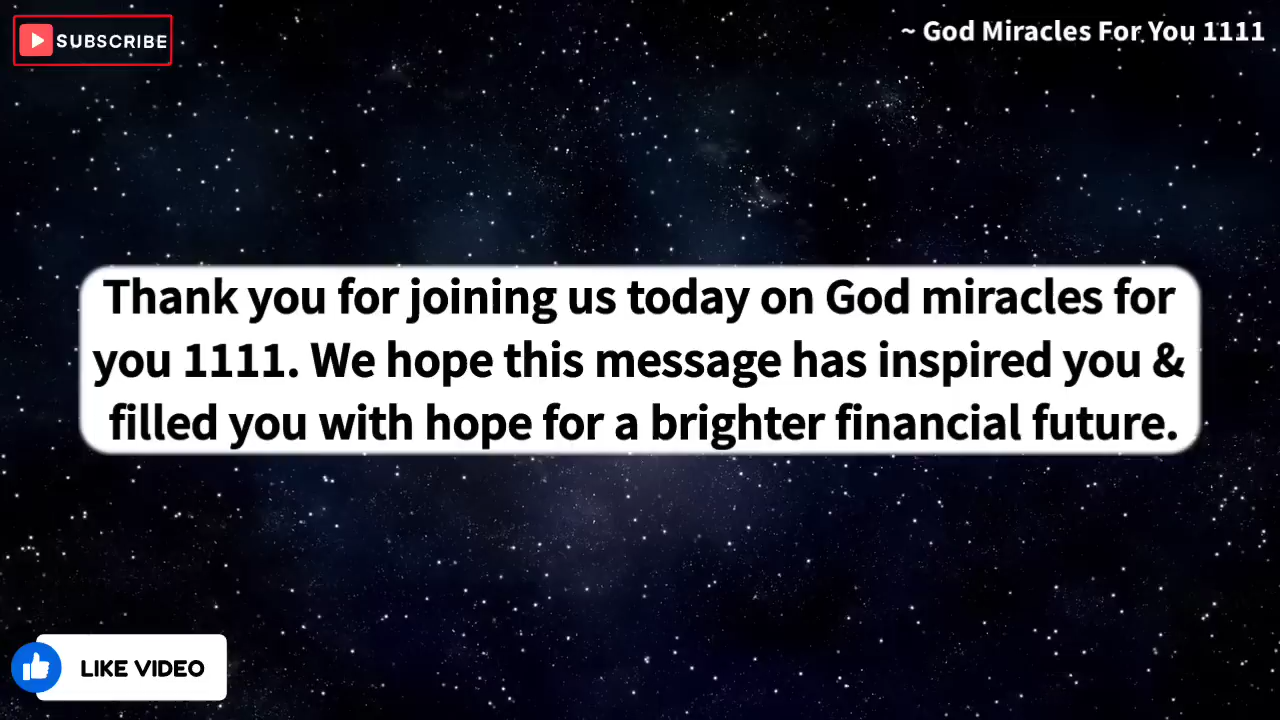 SUBSCRIBE
~ God Miracles For You 1111
Thank you for joining us today on God miracles for
you 1111. We hope this message has inspired you &
filled you with hope for a brighter financial future.
LIKE VIDEO